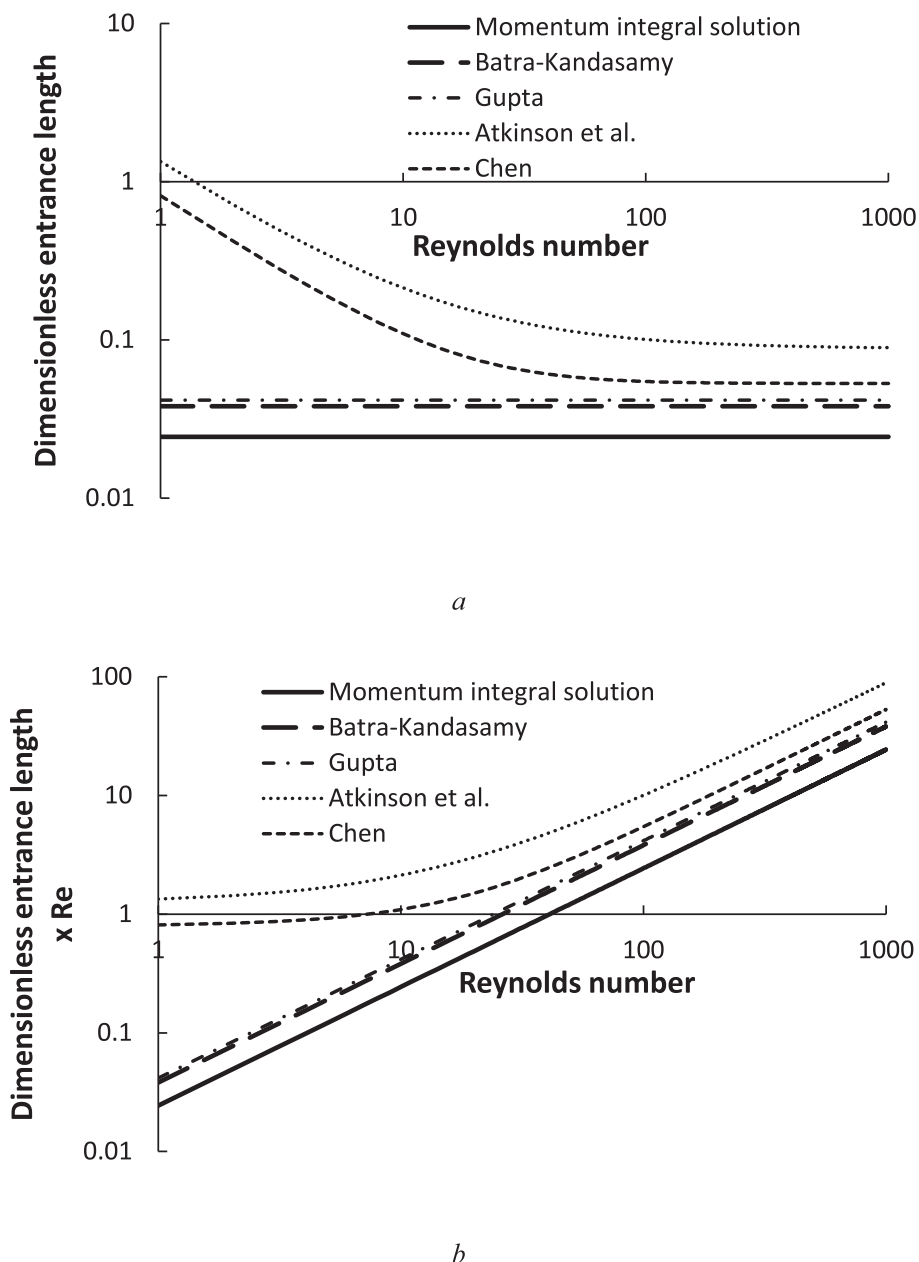 10
Momentum integral solution
Batra-Kandasamy
Gupta
Atkinson et al.
Chen
1
1
10
100
1000
Reynolds number
0.1
0.01
Dimensionless entrance length
a
100
Momentum integral solution
Batra-Kandasamy
Gupta
10
Atkinson et al.
Chen
1
1
10
100
1000
Reynolds number
0.1
0.01
Dimensionless entrance length
x Re
b